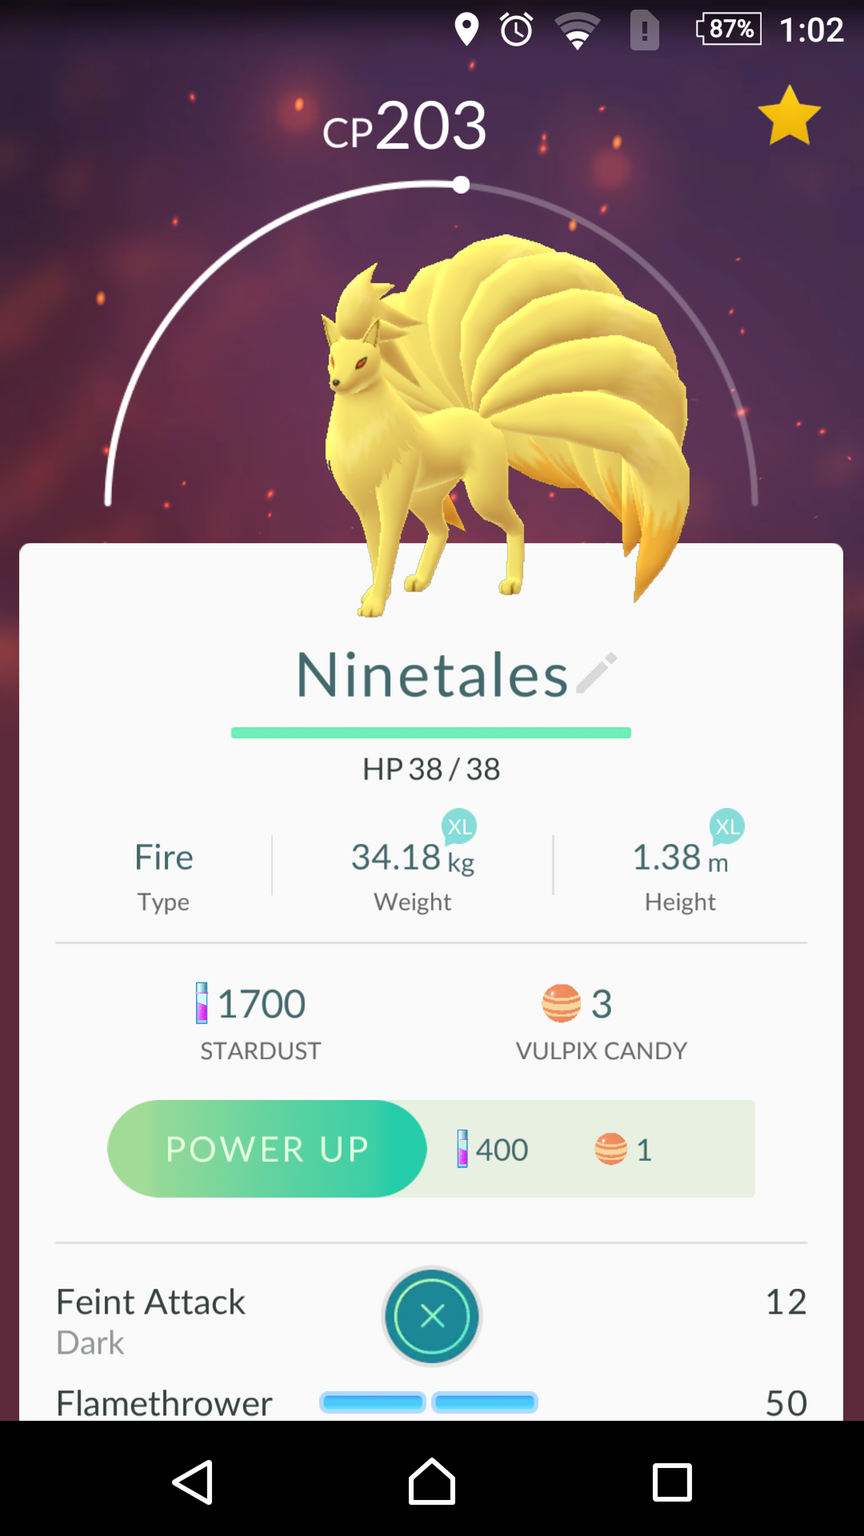 87% 1:02
CP203
Ninetales
HP 38 / 38
XL XL
Fire 34.18 kg 1.38 m
Type Weight Height
1700 3
STARDUST VULPIX CANDY
POWER UP 400 1
Feint Attack 12
Dark
Flamethrower 50